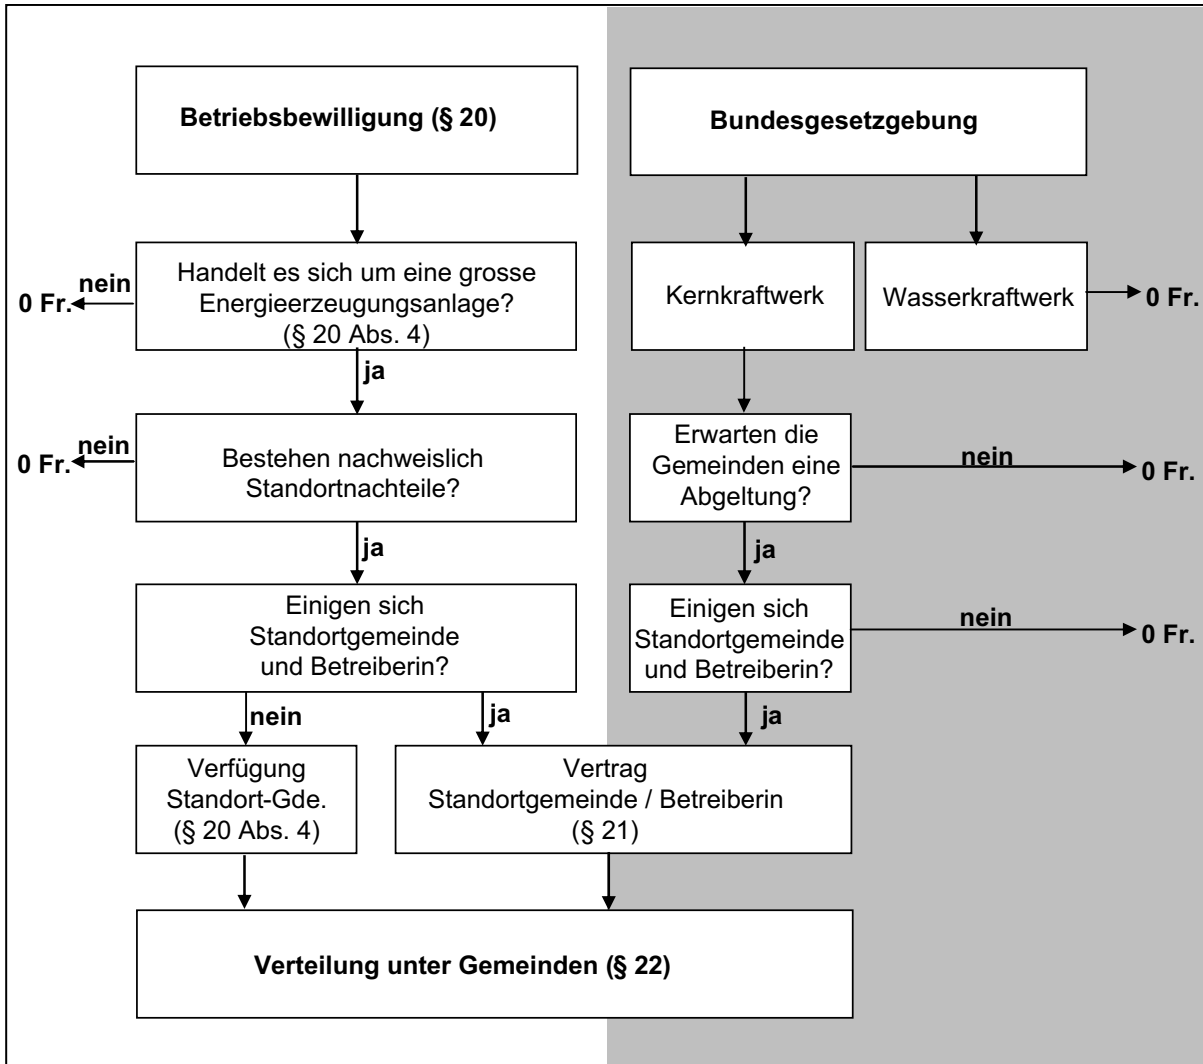 Betriebsbewilligung (§ 20)
Bundesgesetzgebung
nein
0 Fr.
Handelt es sich um eine grosse
Energieerzeugungsanlage?
(§ 20 Abs. 4)
Kernkraftwerk
Wasserkraftwerk
0 Fr.
ja
nein
0 Fr.
Bestehen nachweislich
Standortnachteile?
Erwarten die
Gemeinden eine
Abgeltung?
nein
0 Fr.
ja
ja
Einigen sich
Standortgemeinde
und Betreiberin?
Einigen sich
Standortgemeinde
und Betreiberin?
nein
0 Fr.
nein
ja
ja
Verfügung
Standort-Gde.
(§ 20 Abs. 4)
Vertrag
Standortgemeinde / Betreiberin
(§ 21)
Verteilung unter Gemeinden (§ 22)